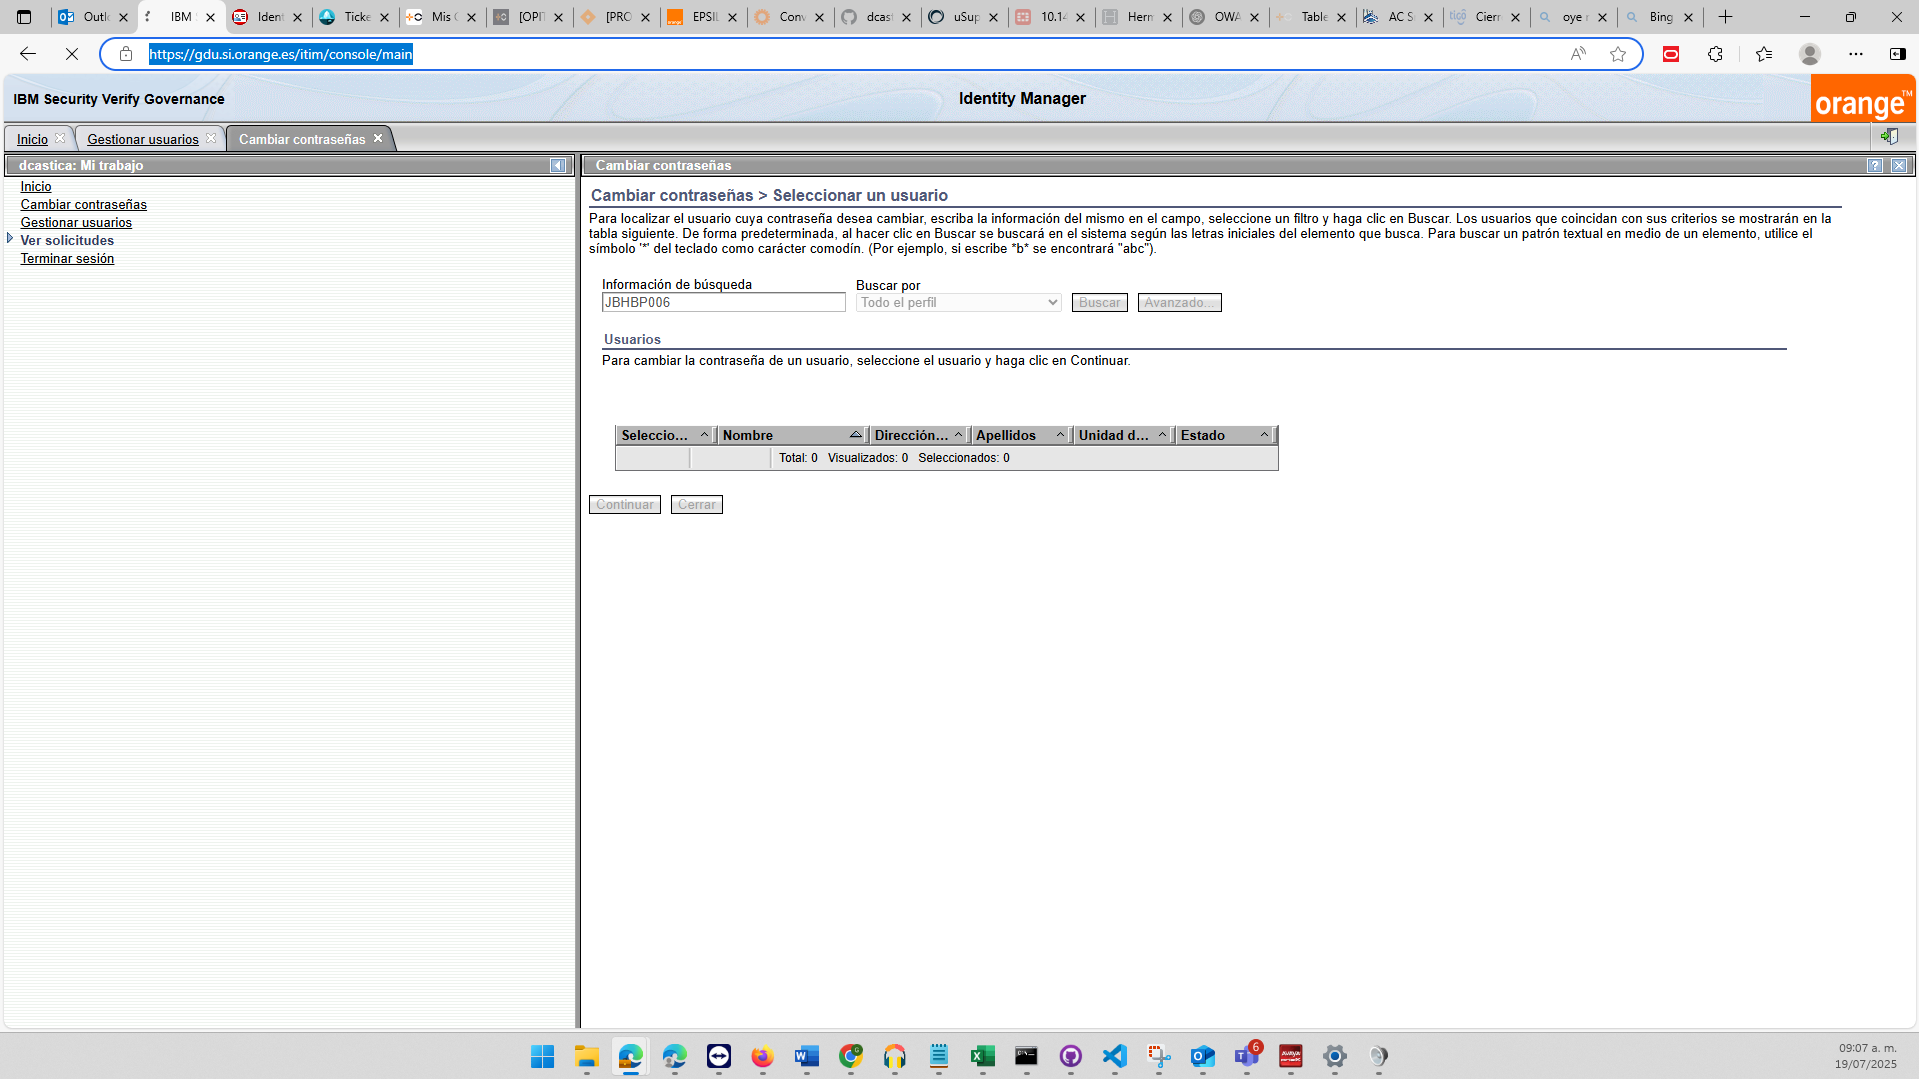 Outlo
IBM S
Ident
Ticke
Mis C
[OPIT
[PRO
EPSIL
Conv
dcast
uSup
10.14
Herm
OWA
Table
AC S
Cierr
oye r
Bing
https://gdu.si.orange.es/itim/console/main
IBM Security Verify Governance
Identity Manager
orange™
Inicio
Gestionar usuarios
Cambiar contraseñas
dcastica: Mi trabajo
Inicio
Cambiar contraseñas
Gestionar usuarios
Ver solicitudes
Terminar sesión
Cambiar contraseñas
Cambiar contraseñas > Seleccionar un usuario
Para localizar el usuario cuya contraseña desea cambiar, escriba la información del mismo en el campo, seleccione un filtro y haga clic en Buscar. Los usuarios que coincidan con sus criterios se mostrarán en la
tabla siguiente. De forma predeterminada, al hacer clic en Buscar se buscará en el sistema según las letras iniciales del elemento que busca. Para buscar un patrón textual en medio de un elemento, utilice el
símbolo '*' del teclado como carácter comodín. (Por ejemplo, si escribe *b* se encontrará "abc").
Información de búsqueda
Buscar por
JBHBP006
Todo el perfil
Buscar
Avanzado...
Usuarios
Para cambiar la contraseña de un usuario, seleccione el usuario y haga clic en Continuar.
Seleccio...
Nombre
Dirección...
Apellidos
Unidad d...
Estado
Total: 0 Visualizados: 0 Seleccionados: 0
Continuar
Cerrar
6
09:07 a. m.
19/07/2025